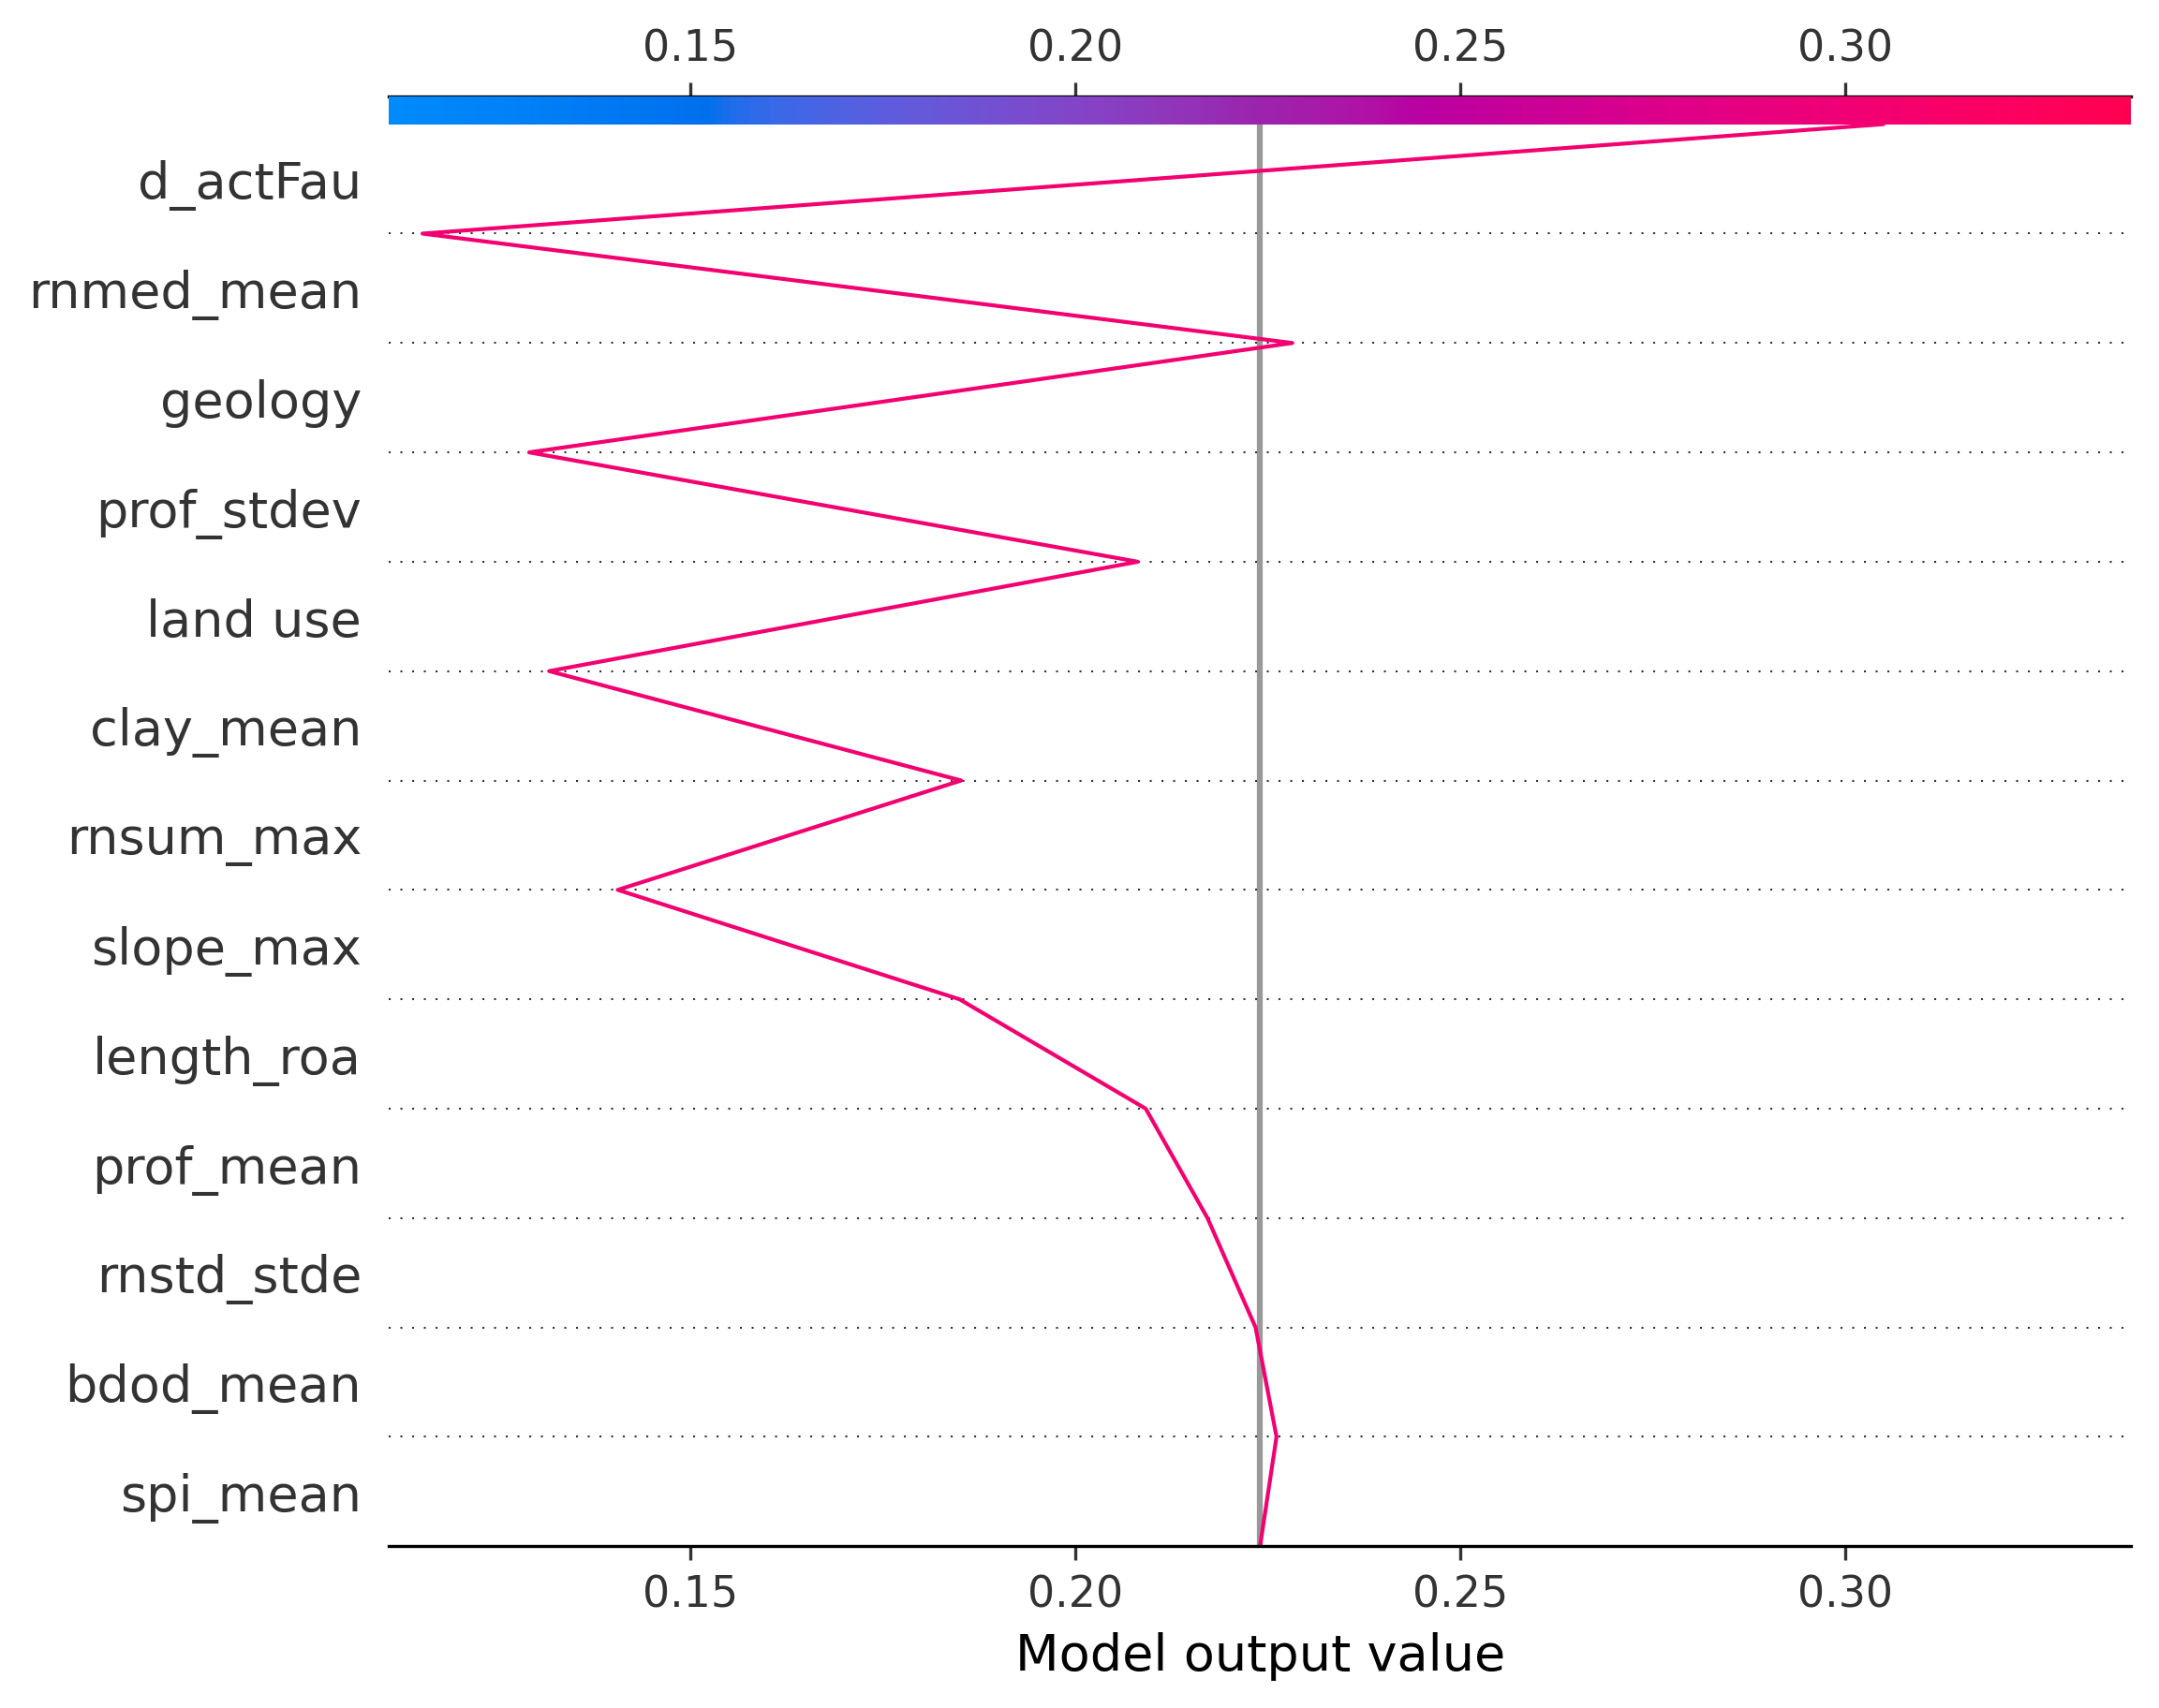 0.15 0.20 0.25 0.30
d_actFau
rnmed_mean
geology
prof_stdev
land use
clay_mean
rnsum_max
slope_max
length_roa
prof_mean
rnstd_stde
bdod_mean
spi_mean
0.15 0.20 0.25 0.30
Model output value